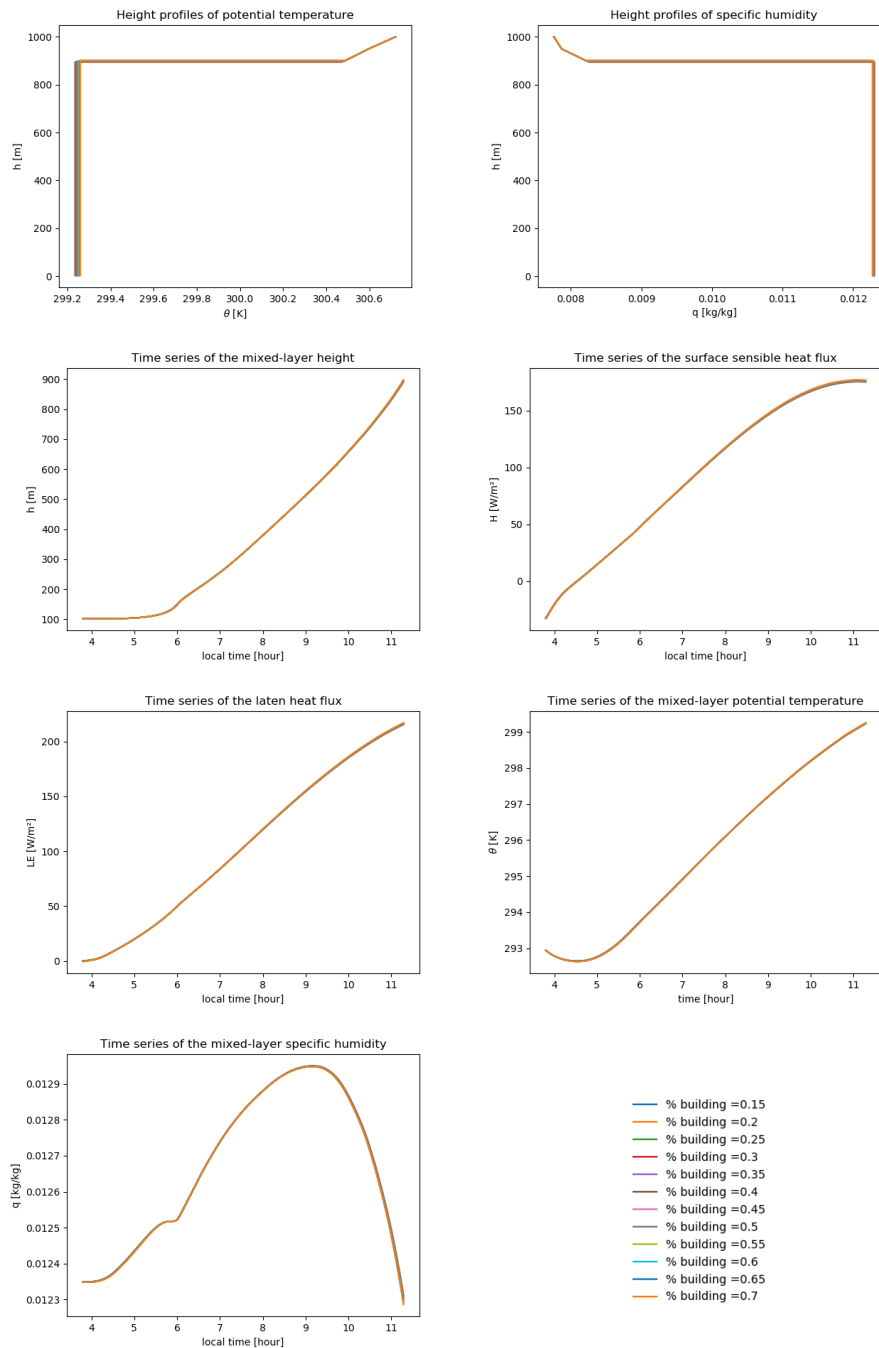 Height profiles of potential temperature
1000
800
600
400
200
0
h [m]
299.2 299.4 299.6 299.8 300.0 300.2 300.4 300.6
θ [K]
Height profiles of specific humidity
1000
800
600
400
200
0
h [m]
0.008 0.009 0.010 0.011 0.012
q [kg/kg]
Time series of the mixed-layer height
900
800
700
600
500
400
300
200
100
h [m]
4 5 6 7 8 9 10 11
local time [hour]
Time series of the surface sensible heat flux
150
100
50
0
H [W/m²]
4 5 6 7 8 9 10 11
local time [hour]
Time series of the laten heat flux
200
150
100
50
0
LE [W/m²]
4 5 6 7 8 9 10 11
local time [hour]
Time series of the mixed-layer potential temperature
299
298
297
296
295
294
293
θ [K]
4 5 6 7 8 9 10 11
time [hour]
Time series of the mixed-layer specific humidity
0.0129
0.0128
0.0127
0.0126
0.0125
0.0124
0.0123
q [kg/kg]
4 5 6 7 8 9 10 11
local time [hour]
% building =0.15
% building =0.2
% building =0.25
% building =0.3
% building =0.35
% building =0.4
% building =0.45
% building =0.5
% building =0.55
% building =0.6
% building =0.65
% building =0.7